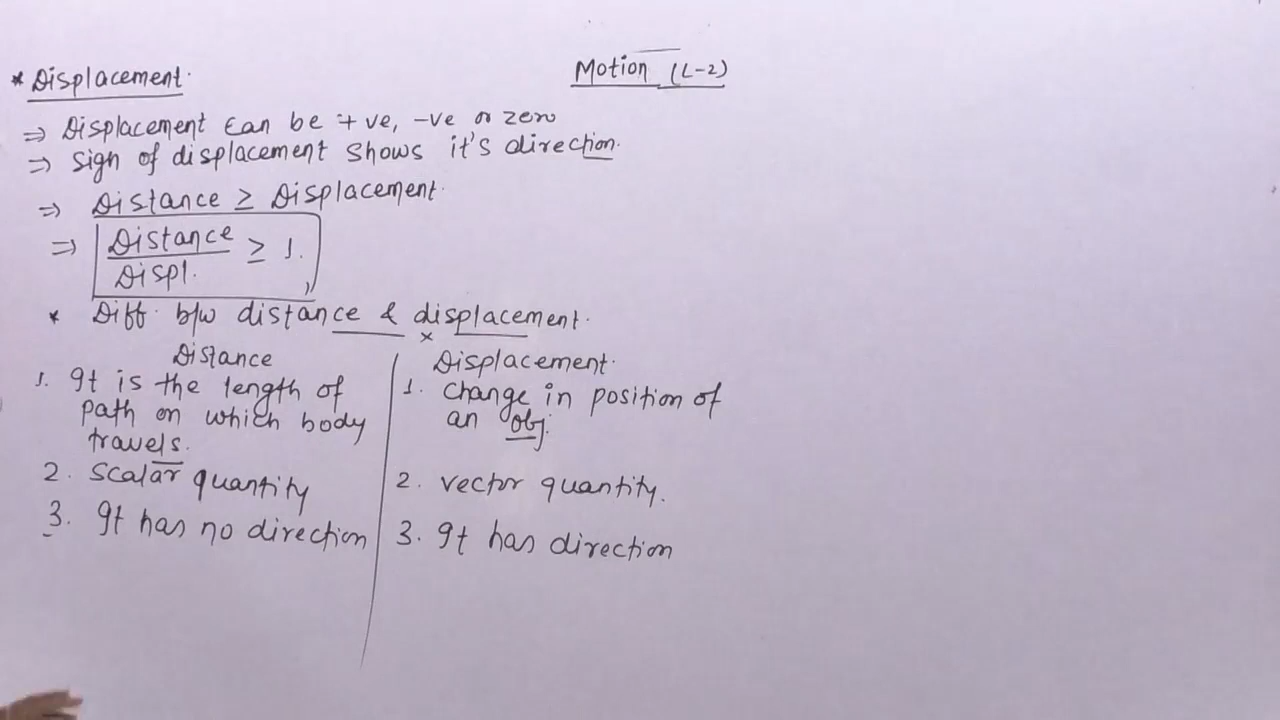 Motion (L-2)
* Displacement.
⇒ Displacement can be +ve, -ve or zero
⇒ Sign of displacement shows it's direction.
⇒ Distance ≥ Displacement.
⇒ Distance / Displ. ≥ 1.
* Diff. b/w distance & displacement.
Distance
1. It is the length of
path on which body
travels.
2. Scalar quantity
3. It has no direction
Displacement.
1. Change in position of
an obj.
2. vector quantity.
3. It has direction